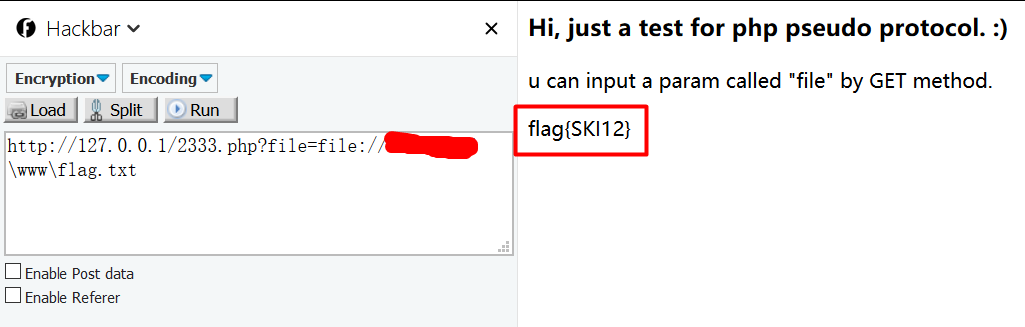 Hackbar
Encryption Encoding
Load Split Run
http://127.0.0.1/2333.php?file=file://
\www\flag.txt
Enable Post data
Enable Referer
Hi, just a test for php pseudo protocol. :)
u can input a param called "file" by GET method.
flag{SKI12}